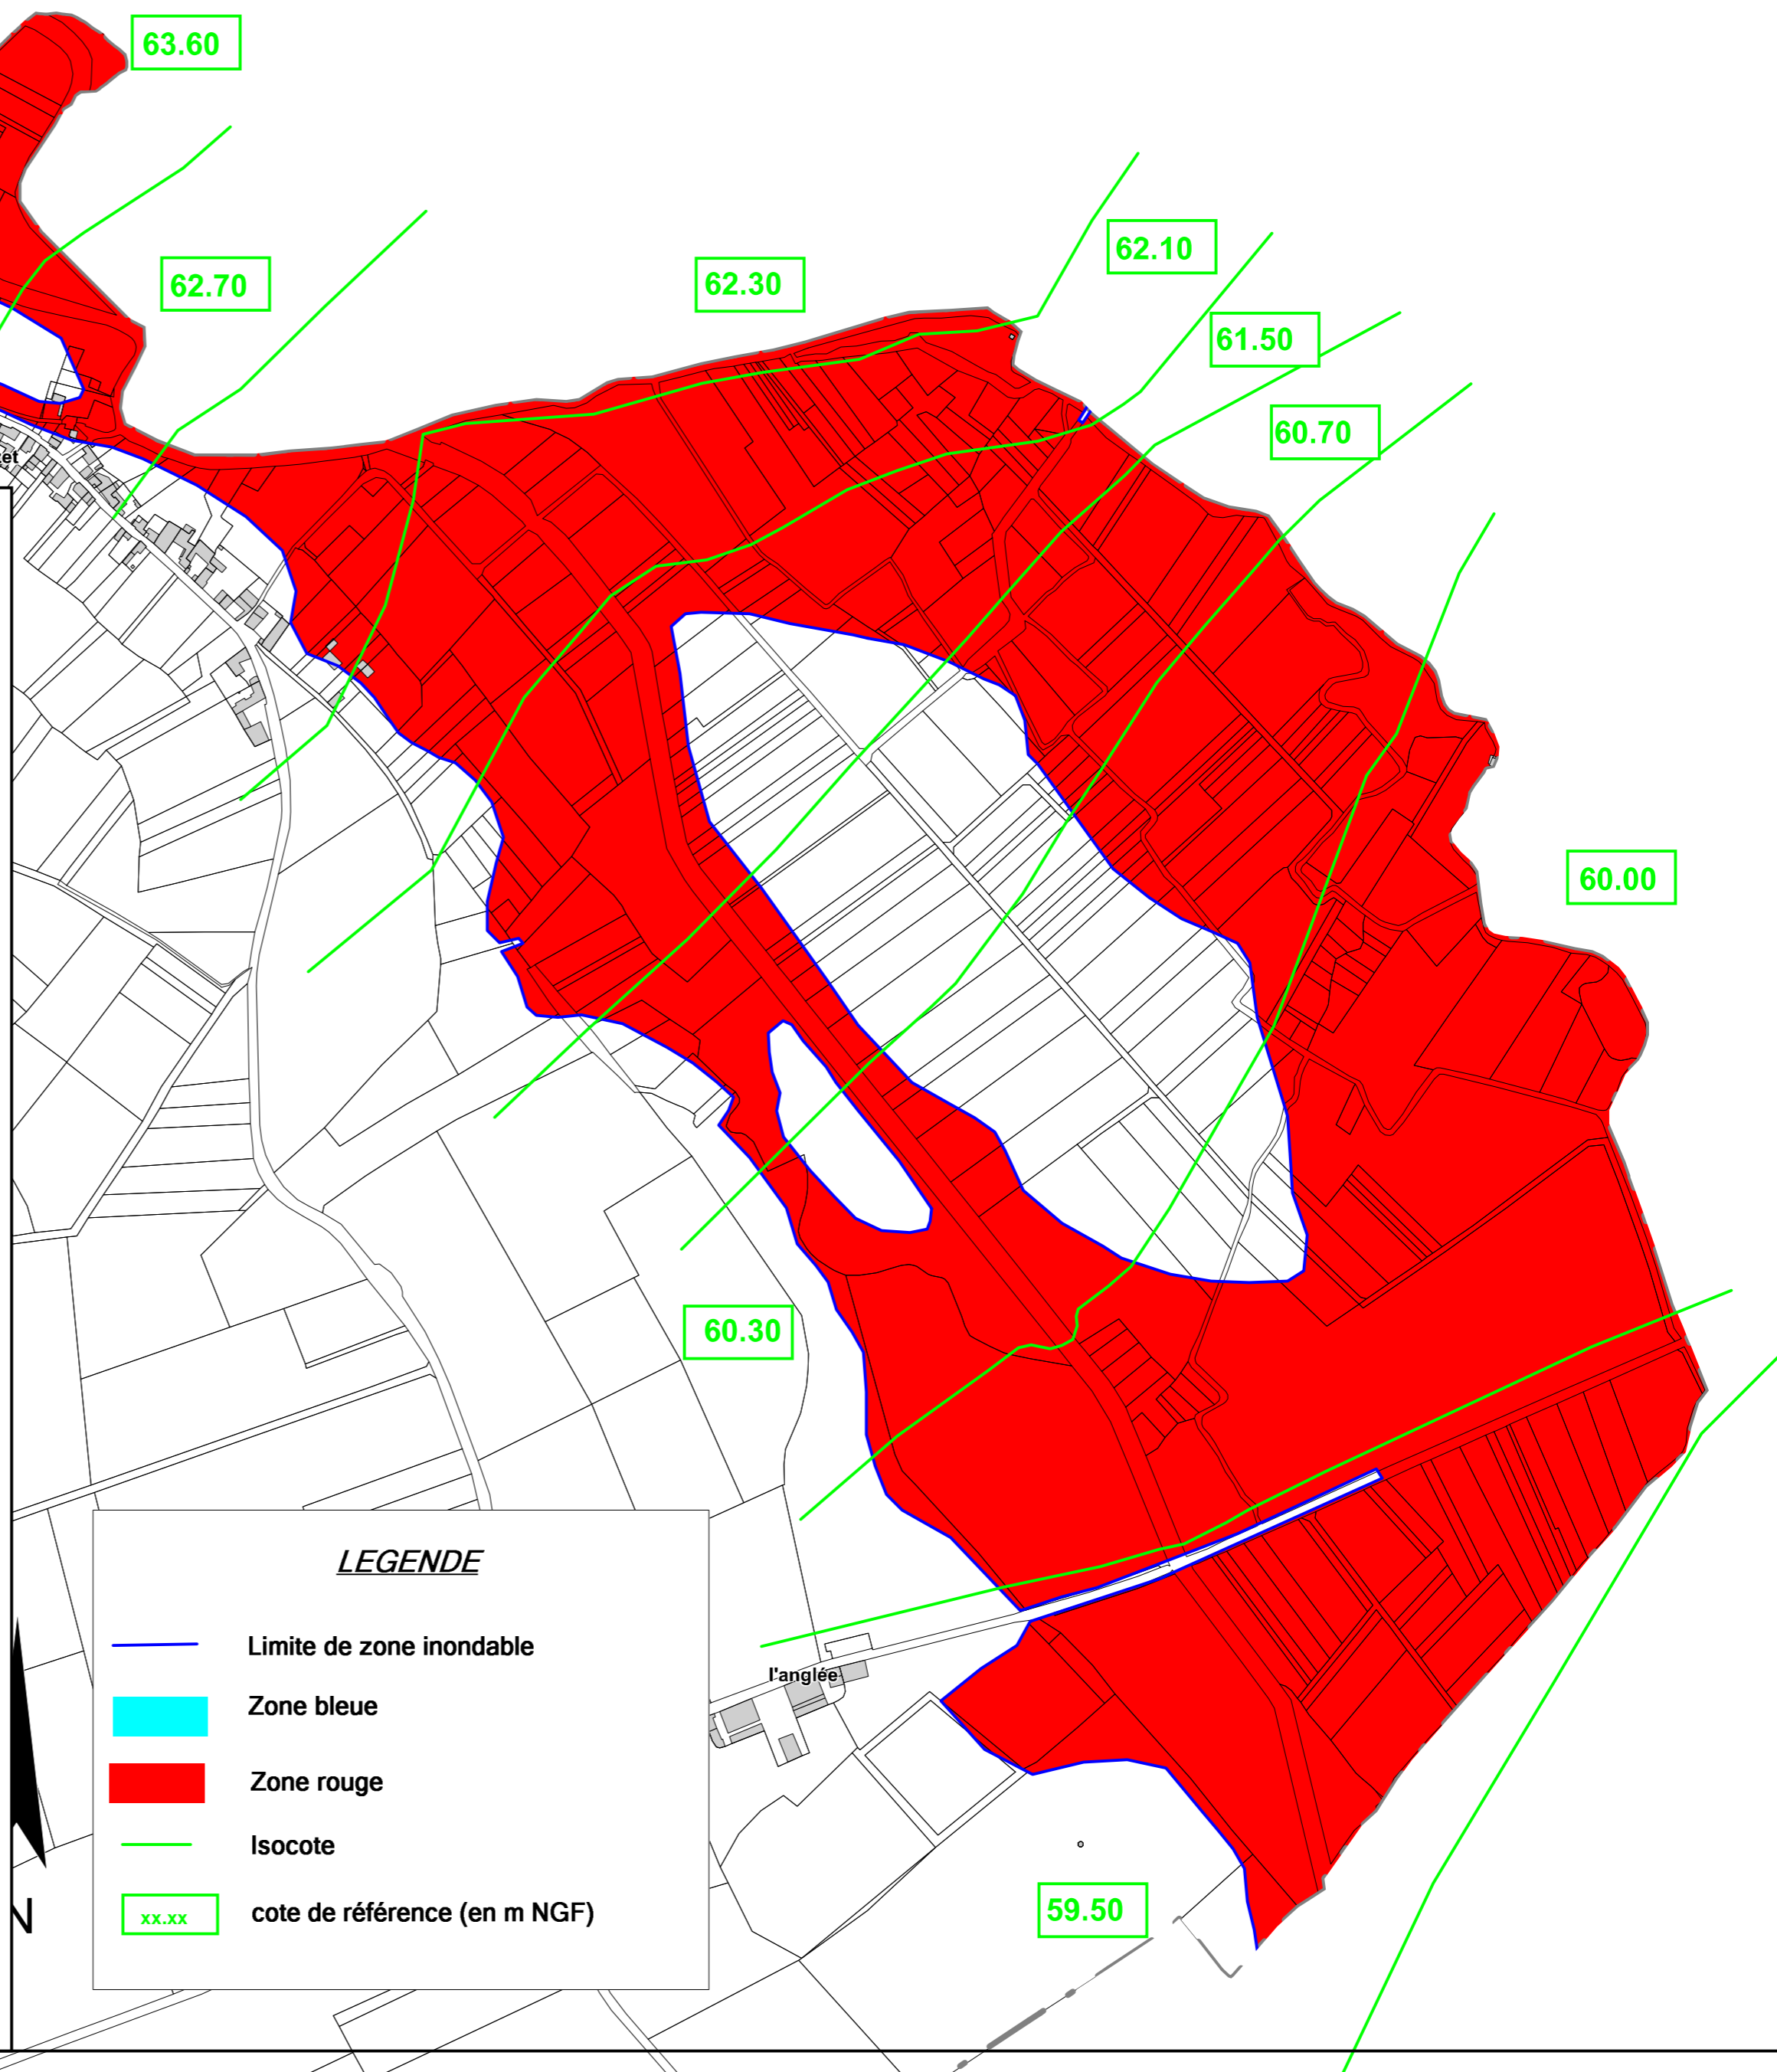 63.60
62.10
62.70
62.30
61.50
60.70
zet
60.00
60.30
LEGENDE
Limite de zone inondable
l'anglée
Zone bleue
Zone rouge
Isocote
xx.xx cote de référence (en m NGF)
59.50
N